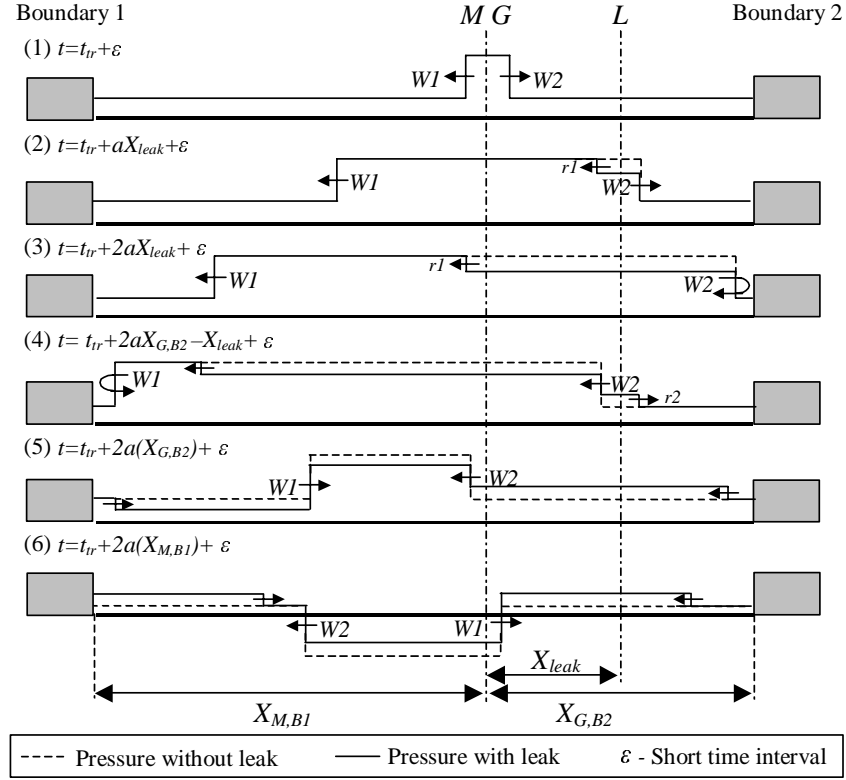 Boundary 1 M G L Boundary 2
(1) t=t_tr+ε
W1 W2
(2) t=t_tr+aX_leak+ε
W1 r1 W2
(3) t=t_tr+2aX_leak+ ε
W1 r1 W2
(4) t= t_tr+2aX_G,B2–X_leak+ ε
W1 W2 r2
(5) t=t_tr+2a(X_G,B2)+ ε
W1 W2
(6) t=t_tr+2a(X_M,B1)+ ε
W2 W1
X_leak
X_M,B1 X_G,B2
Pressure without leak Pressure with leak ε - Short time interval